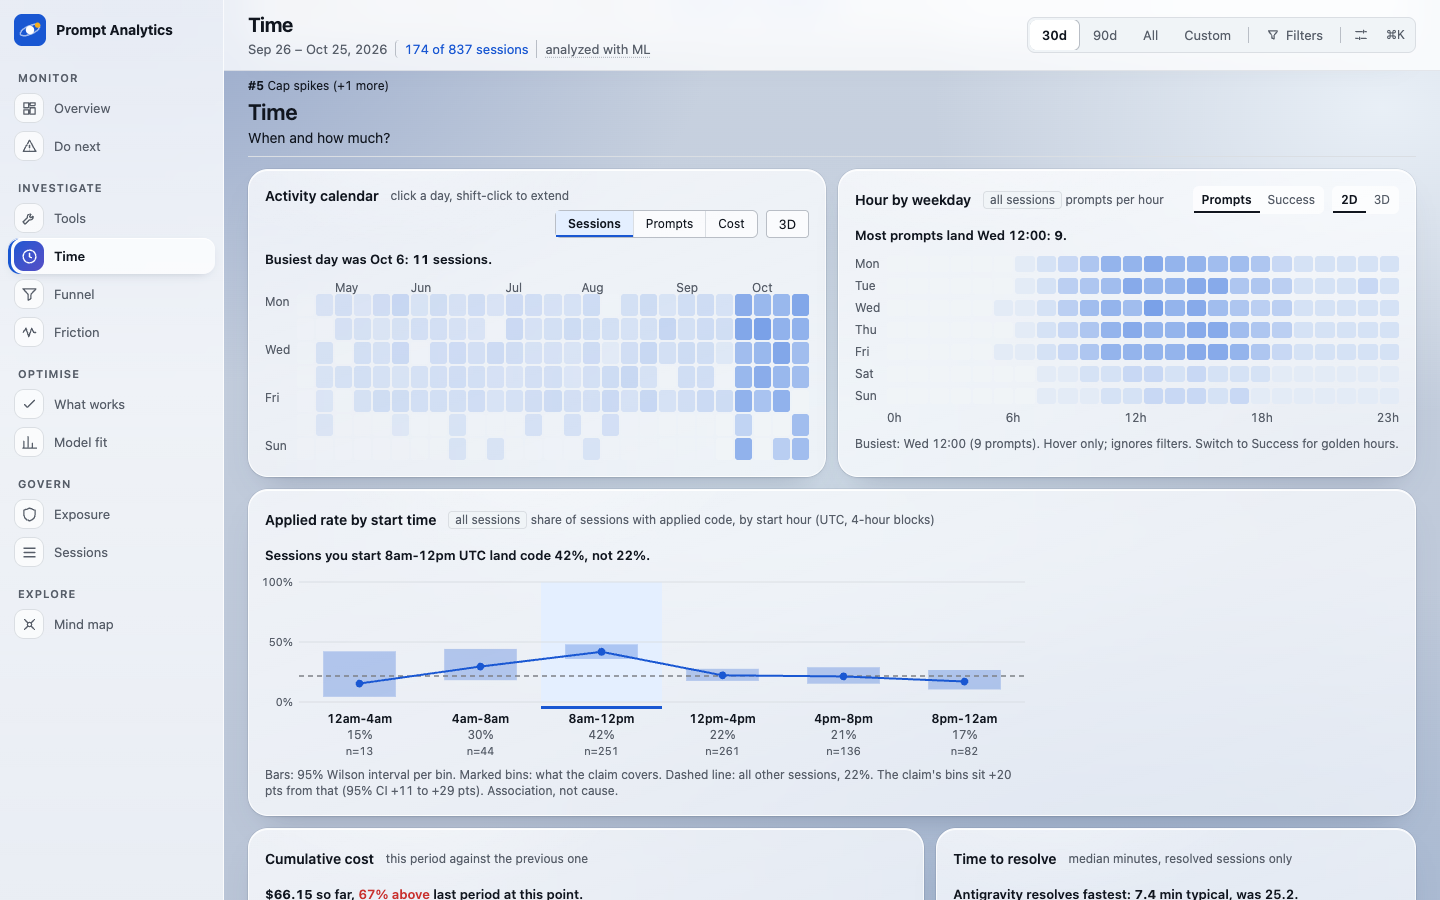 Prompt Analytics
MONITOR
Overview
Do next
INVESTIGATE
Tools
Time
Funnel
Friction
OPTIMISE
What works
Model fit
GOVERN
Exposure
Sessions
EXPLORE
Mind map
Time
Sep 26 – Oct 25, 2026 174 of 837 sessions analyzed with ML
30d 90d All Custom Filters ⌘K
#5 Cap spikes (+1 more)
Time
When and how much?
Activity calendar click a day, shift-click to extend
Sessions Prompts Cost 3D
Busiest day was Oct 6: 11 sessions.
May Jun Jul Aug Sep Oct
Mon
Wed
Fri
Sun
Hour by weekday all sessions prompts per hour Prompts Success 2D 3D
Most prompts land Wed 12:00: 9.
Mon
Tue
Wed
Thu
Fri
Sat
Sun
0h 6h 12h 18h 23h
Busiest: Wed 12:00 (9 prompts). Hover only; ignores filters. Switch to Success for golden hours.
Applied rate by start time all sessions share of sessions with applied code, by start hour (UTC, 4-hour blocks)
Sessions you start 8am-12pm UTC land code 42%, not 22%.
100%
50%
0%
12am-4am 4am-8am 8am-12pm 12pm-4pm 4pm-8pm 8pm-12am
15% 30% 42% 22% 21% 17%
n=13 n=44 n=251 n=261 n=136 n=82
Bars: 95% Wilson interval per bin. Marked bins: what the claim covers. Dashed line: all other sessions, 22%. The claim's bins sit +20
pts from that (95% CI +11 to +29 pts). Association, not cause.
Cumulative cost this period against the previous one
$66.15 so far, 67% above last period at this point.
Time to resolve median minutes, resolved sessions only
Antigravity resolves fastest: 7.4 min typical, was 25.2.